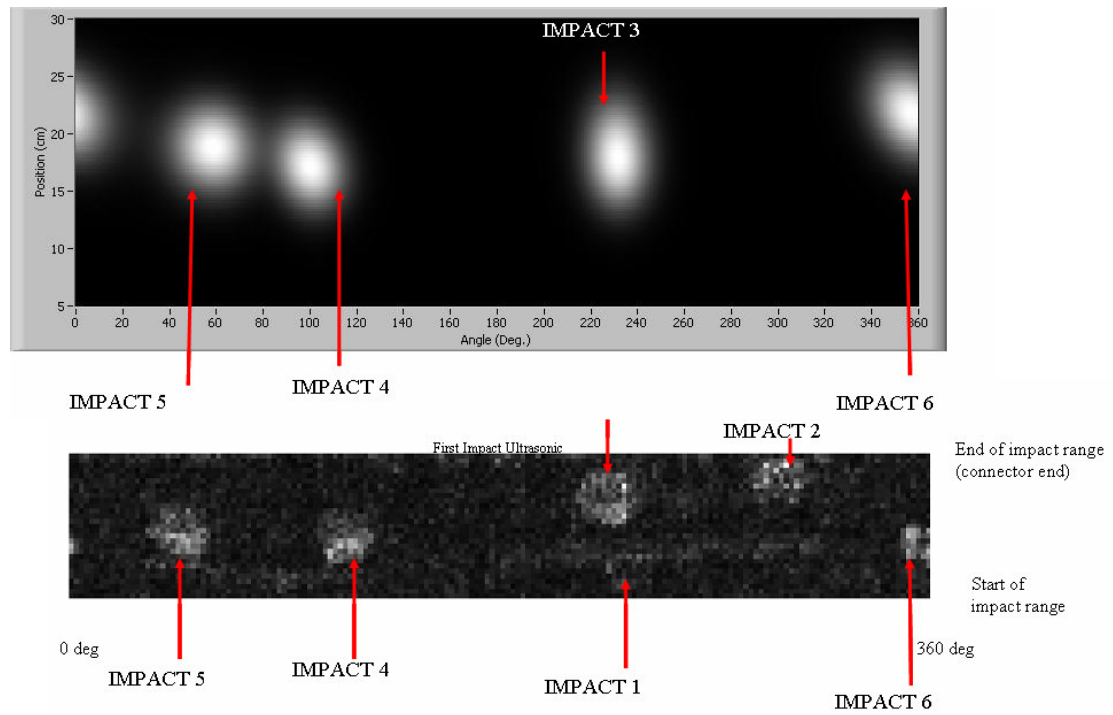 30
IMPACT 3
25
20
Position (cm)
15
10
5
0 20 40 60 80 100 120 140 160 180 200 220 240 260 280 300 320 340 360
Angle (Deg.)
IMPACT 5
IMPACT 4
IMPACT 6
IMPACT 2
First Impact Ultrasonic
End of impact range
(connector end)
Start of
impact range
0 deg
360 deg
IMPACT 5
IMPACT 4
IMPACT 1
IMPACT 6